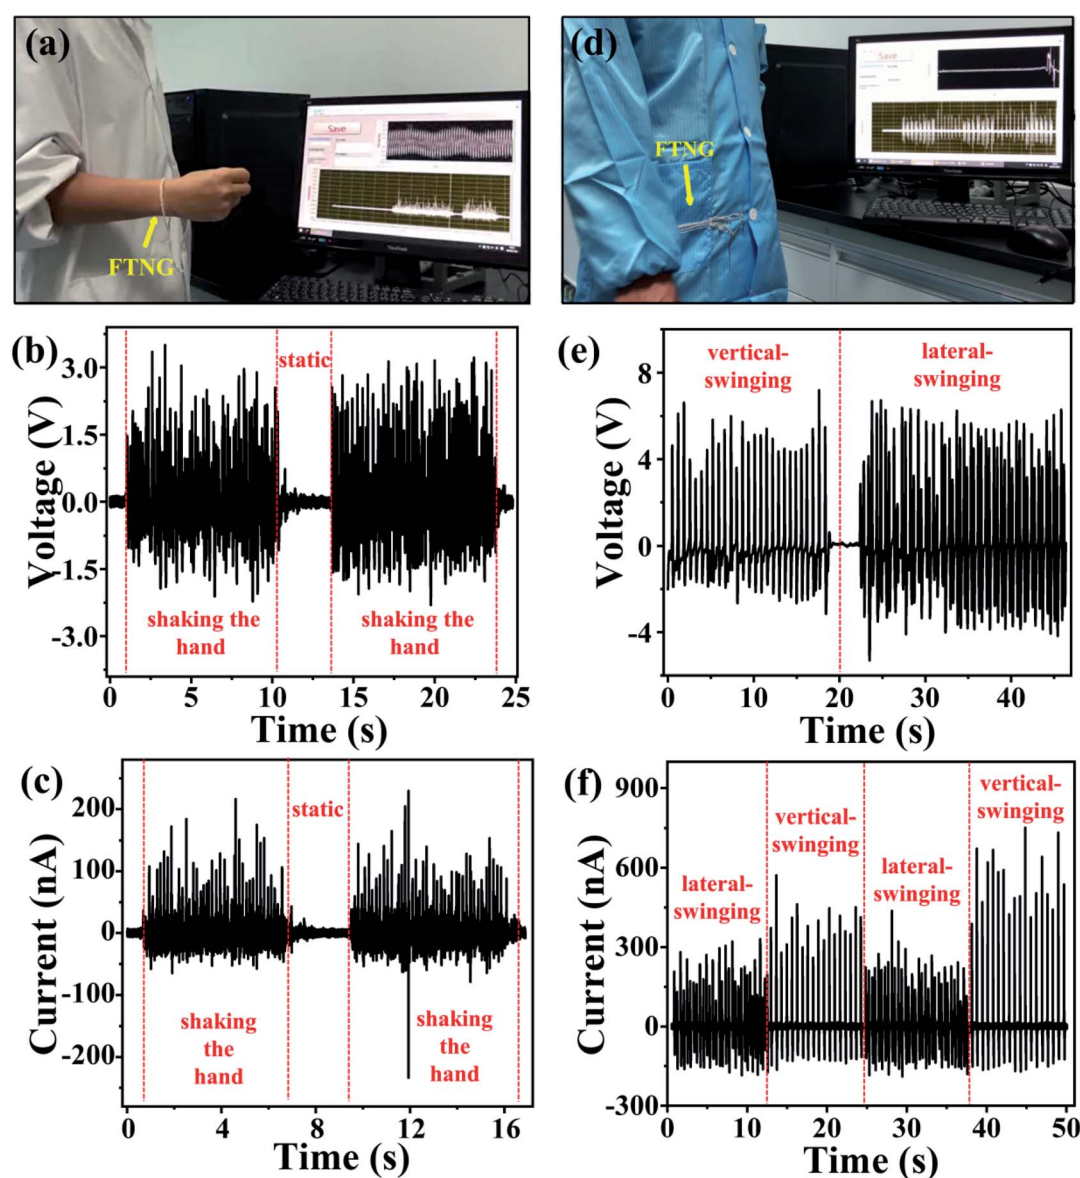 (a)
Save
FTNG
ViewSonic
(d)
Save
FTNG
ViewSonic
(b)
Voltage (V)
3.0
1.5
0.0
-1.5
-3.0
static
shaking the
hand
shaking the
hand
0
5
10
15
20
25
Time (s)
(e)
Voltage (V)
8
4
0
-4
vertical-
swinging
lateral-
swinging
0
10
20
30
40
Time (s)
(c)
Current (nA)
200
100
0
-100
-200
static
shaking
the
hand
shaking
the
hand
0
4
8
12
16
Time (s)
(f)
Current (nA)
900
600
300
0
-300
lateral-
swinging
vertical-
swinging
lateral-
swinging
vertical-
swinging
0
10
20
30
40
50
Time (s)